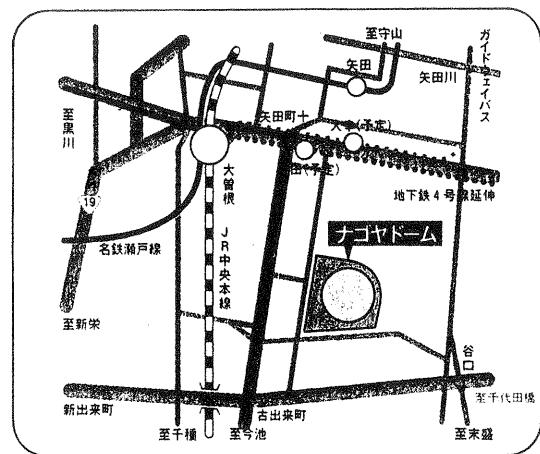 至守山
ガイドウェイバス
矢田
矢田川
至黒川
矢田町十
大幸(予定)
田(予定)
大曽根
地下鉄4号線延伸
19
名鉄瀬戸線
JR中央本線
ナゴヤドーム
至新栄
谷口
新出来町
古出来町
至千代田橋
至千種
至今池
至末盛